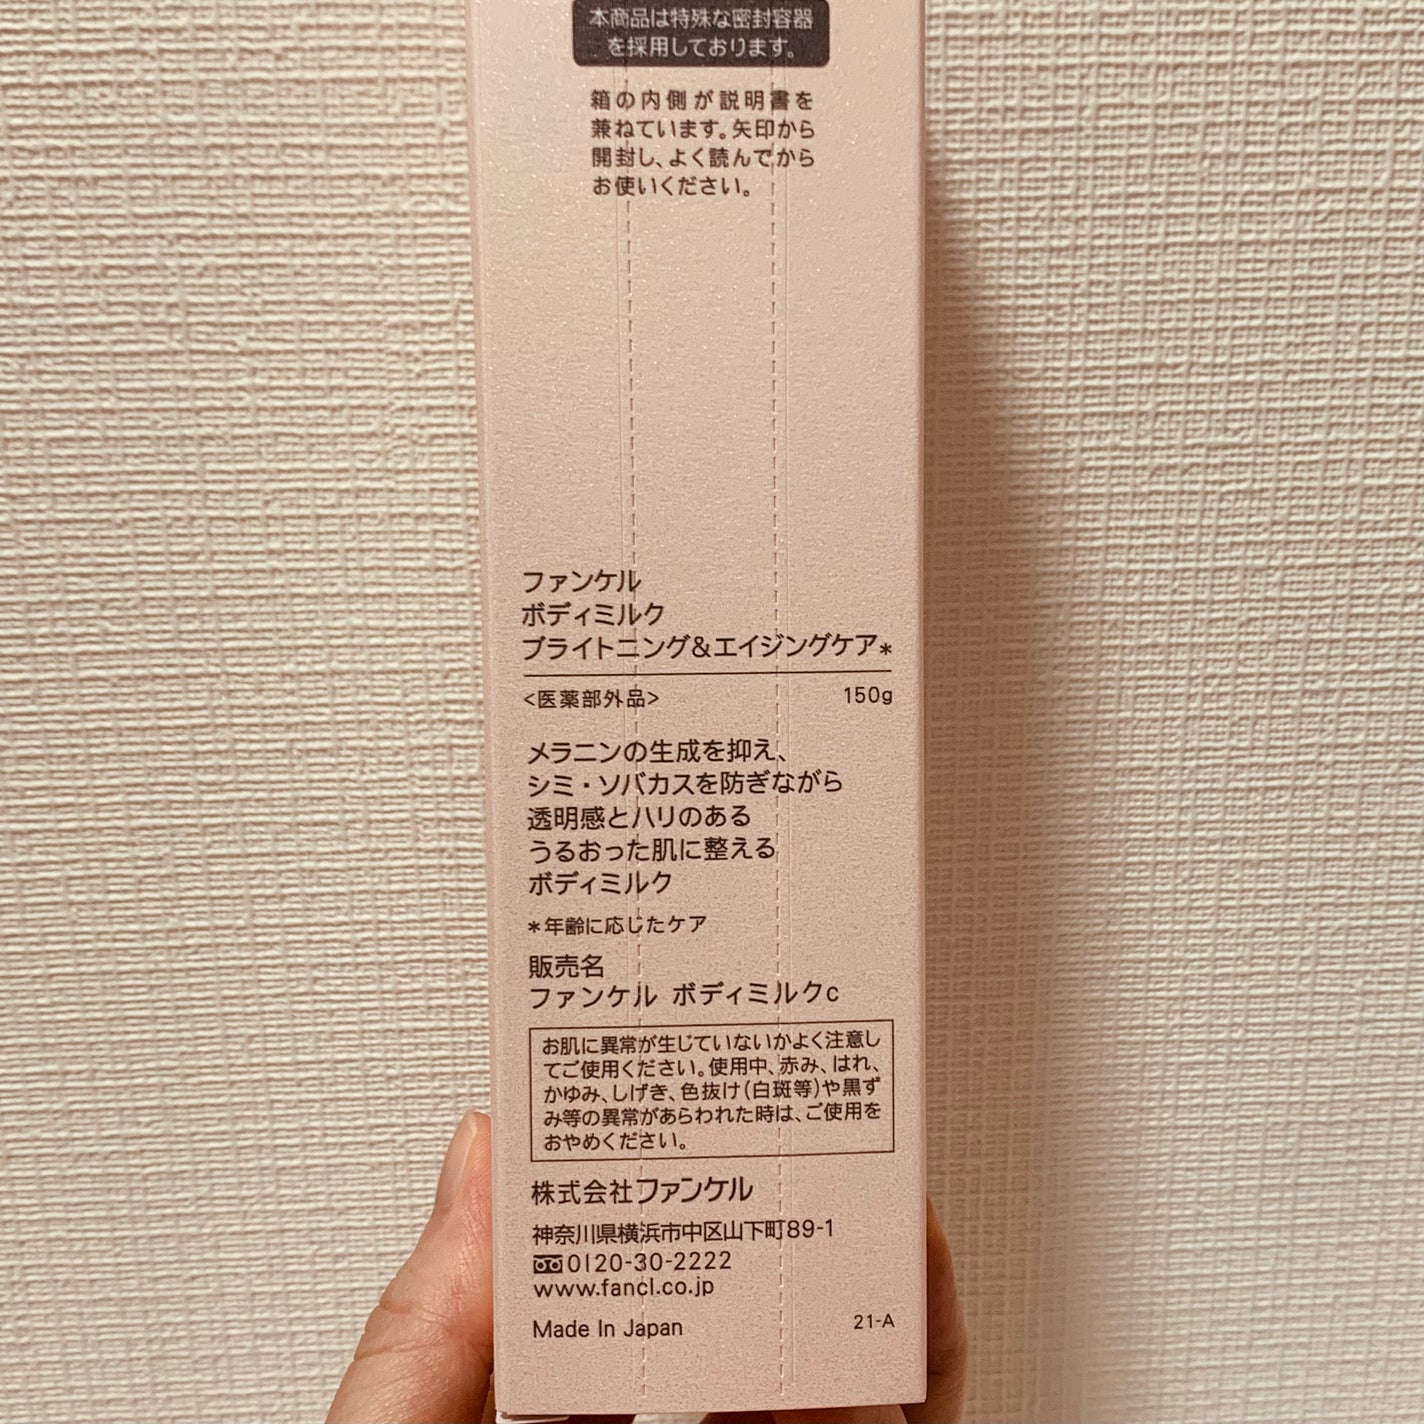 本商品は特殊な密封容器
を採用しております。
箱の内側が説明書を
兼ねています。矢印から
開封し、よく読んでから
お使いください。
ファンケル
ボディミルク
ブライトニング&エイジングケア*
<医薬部外品> 150g
メラニンの生成を抑え、
シミ・ソバカスを防ぎながら
透明感とハリのある
うるおった肌に整える
ボディミルク
*年齢に応じたケア
販売名
ファンケル ボディミルクc
お肌に異常が生じていないかよく注意し
てご使用ください。使用中、赤み、はれ、
かゆみ、しげき、色抜け(白斑等)や黒ず
み等の異常があらわれた時は、ご使用を
おやめください。
株式会社ファンケル
神奈川県横浜市中区山下町89-1
0120-30-2222
www.fancl.co.jp
Made In Japan 21-A